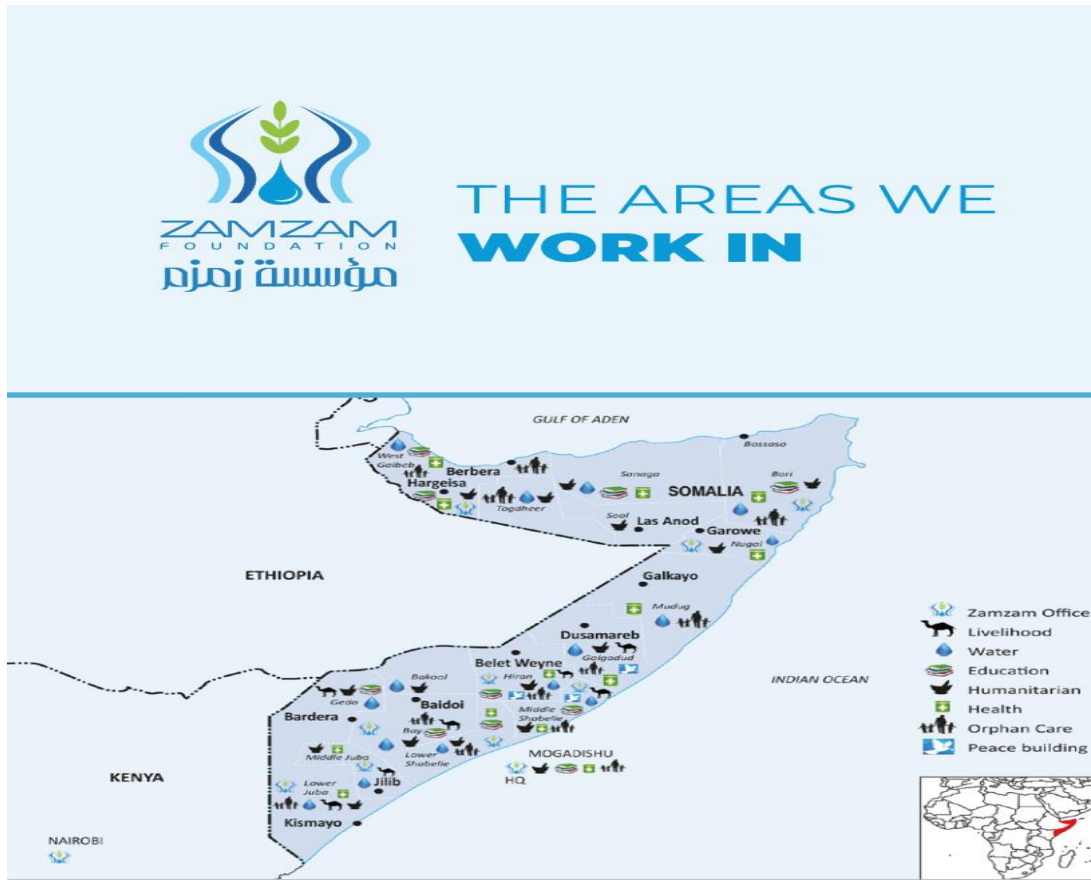 ZAMZAM
FOUNDATION
مؤسسة زمزم
THE AREAS WE
WORK IN
GULF OF ADEN
Bossaso
West
Galbeb
Berbera
Sanaga
Bari
Hargeisa
SOMALIA
Togdheer
Sool
Las Anod
Garowe
Nugal
ETHIOPIA
Galkayo
Mudug
Dusamareb
Belet Weyne
Galgadud
Hiran
Bakool
INDIAN OCEAN
Gedo
Baidoi
Bardera
Bay
Middle
Shabelle
Middle Juba
Lower
Shabelle
MOGADISHU
HQ
KENYA
Lower
Juba
Jilib
Kismayo
NAIROBI
Zamzam Office
Livelihood
Water
Education
Humanitarian
Health
Orphan Care
Peace building